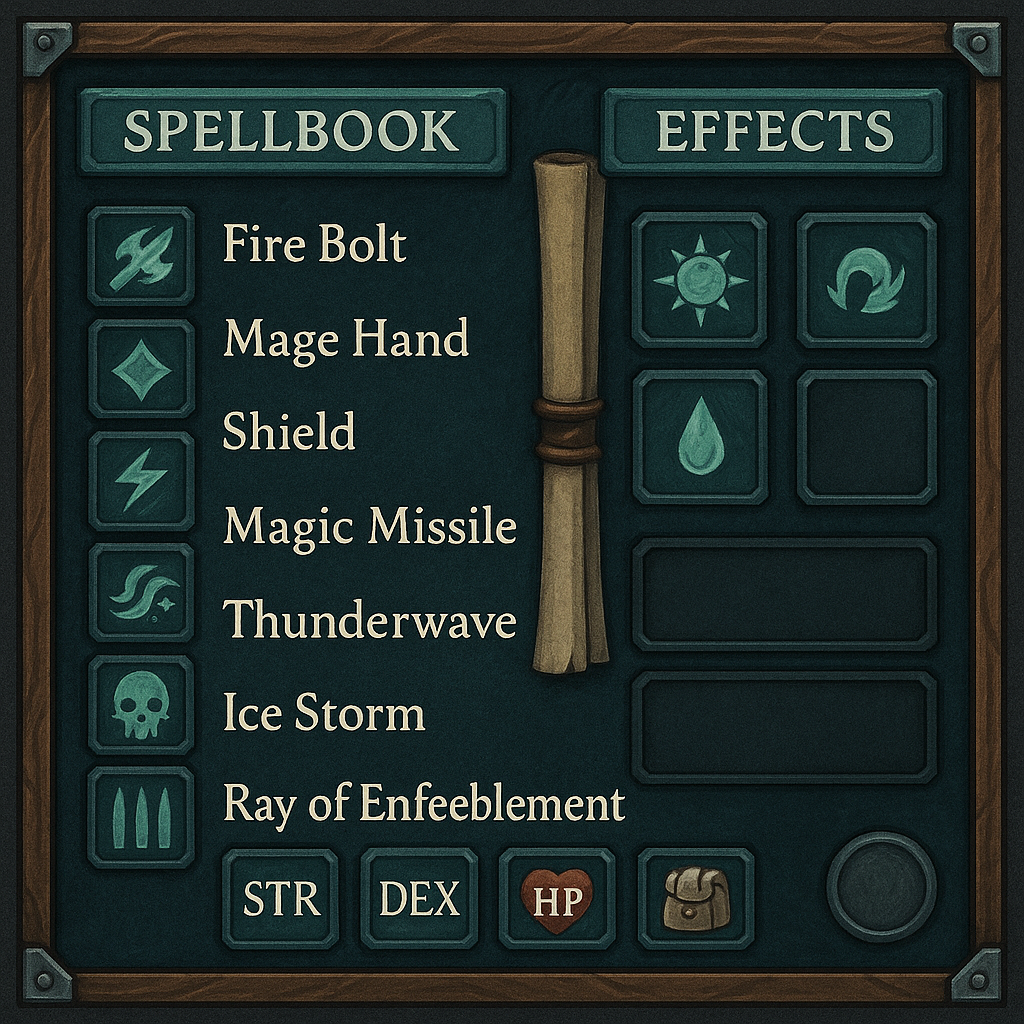 SPELLBOOK
EFFECTS
Fire Bolt
Mage Hand
Shield
Magic Missile
Thunderwave
Ice Storm
Ray of Enfeeblement
STR
DEX
HP